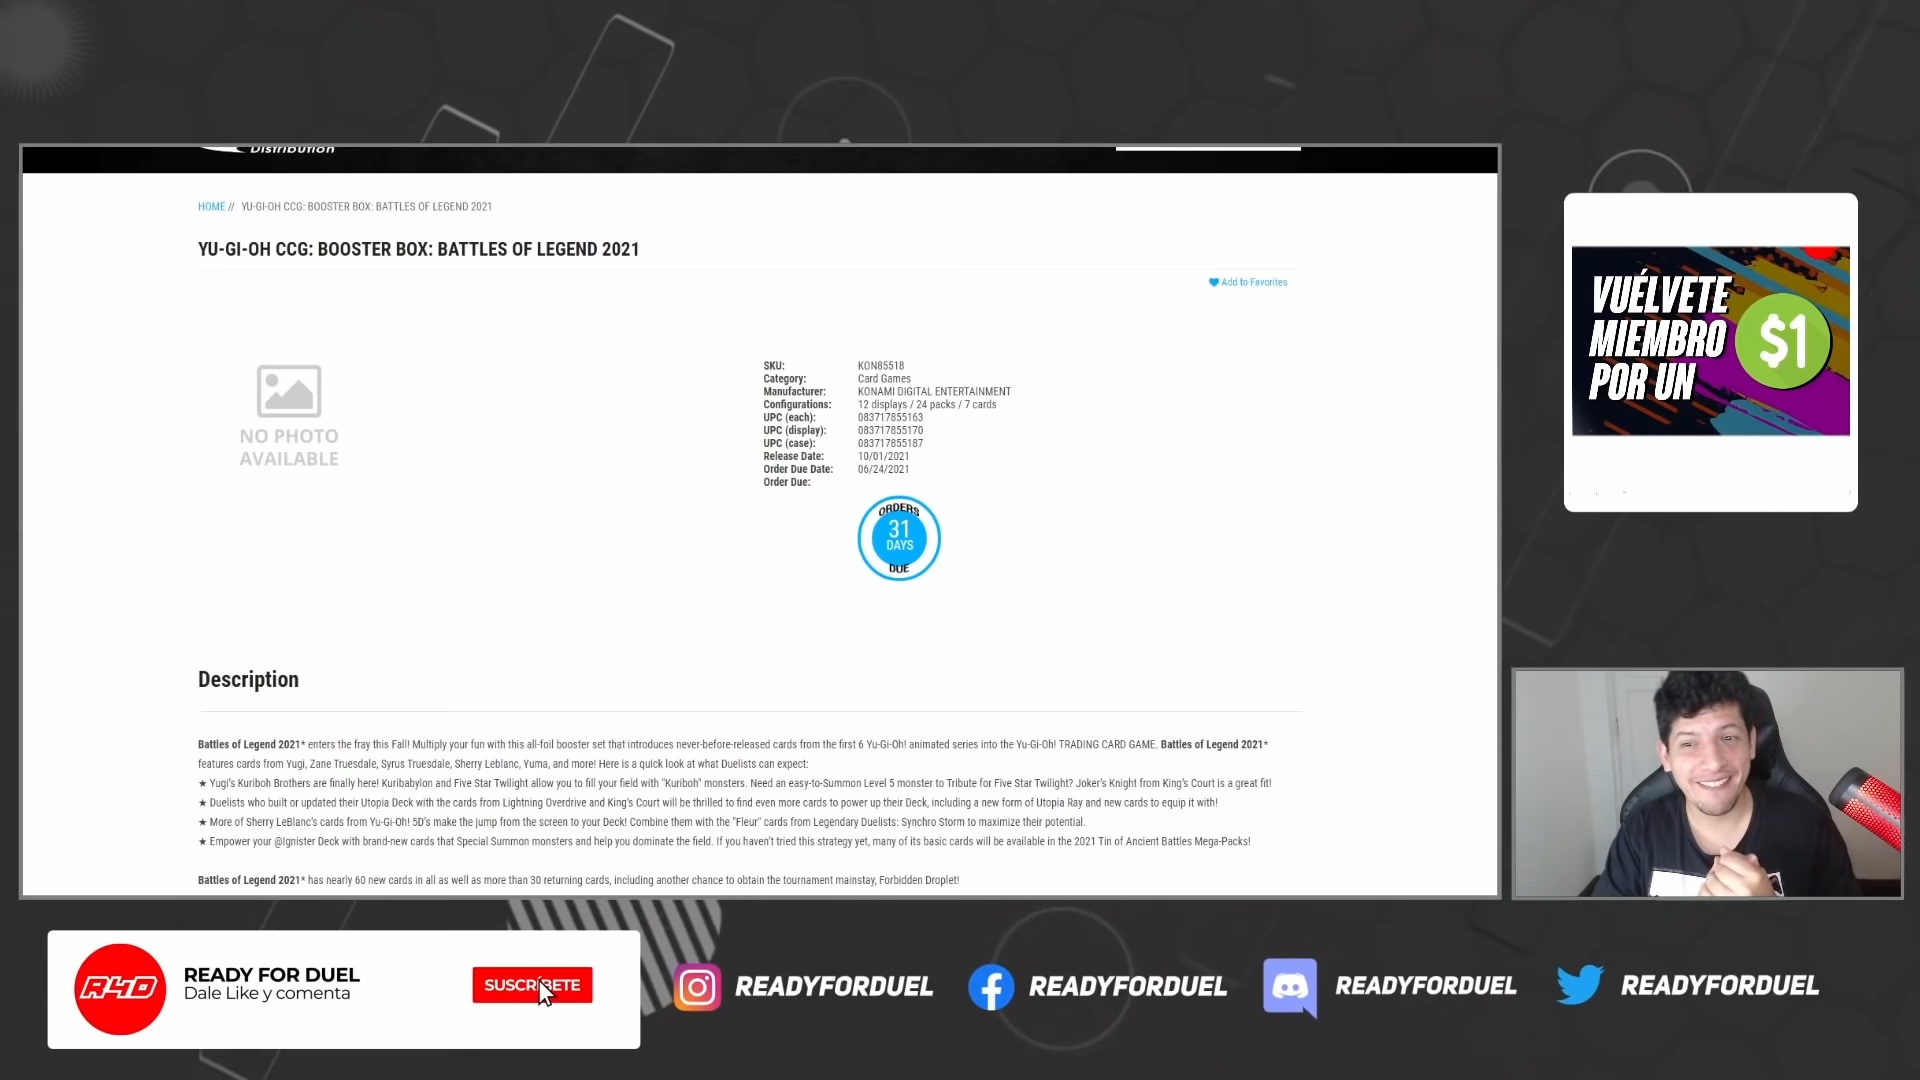 Distribution
HOME // YU-GI-OH CCG: BOOSTER BOX: BATTLES OF LEGEND 2021
YU-GI-OH CCG: BOOSTER BOX: BATTLES OF LEGEND 2021
Add to Favorites
NO PHOTO
AVAILABLE
SKU: KON85518
Category: Card Games
Manufacturer: KONAMI DIGITAL ENTERTAINMENT
Configurations: 12 displays / 24 packs / 7 cards
UPC (each): 083717855163
UPC (display): 083717855170
UPC (case): 083717855187
Release Date: 10/01/2021
Order Due Date: 06/24/2021
Order Due:
ORDERS
31
DAYS
DUE
Description
Battles of Legend 2021* enters the fray this Fall! Multiply your fun with this all-foil booster set that introduces never-before-released cards from the first 6 Yu-Gi-Oh! animated series into the Yu-Gi-Oh! TRADING CARD GAME. Battles of Legend 2021*
features cards from Yugi, Zane Truesdale, Syrus Truesdale, Sherry Leblanc, Yuma, and more! Here is a quick look at what Duelists can expect:
★ Yugi's Kuriboh Brothers are finally here! Kuribabylon and Five Star Twilight allow you to fill your field with "Kuriboh" monsters. Need an easy-to-Summon Level 5 monster to Tribute for Five Star Twilight? Joker's Knight from King's Court is a great fit!
★ Duelists who built or updated their Utopia Deck with the cards from Lightning Overdrive and King's Court will be thrilled to find even more cards to power up their Deck, including a new form of Utopia Ray and new cards to equip it with!
★ More of Sherry LeBlanc's cards from Yu-Gi-Oh! 5D's make the jump from the screen to your Deck! Combine them with the "Fleur" cards from Legendary Duelists: Synchro Storm to maximize their potential.
★ Empower your @Ignister Deck with brand-new cards that Special Summon monsters and help you dominate the field. If you haven't tried this strategy yet, many of its basic cards will be available in the 2021 Tin of Ancient Battles Mega-Packs!
Battles of Legend 2021* has nearly 60 new cards in all as well as more than 30 returning cards, including another chance to obtain the tournament mainstay, Forbidden Droplet!
VUÉLVETE
MIEMBRO
POR UN
$1
R4D
READY FOR DUEL
Dale Like y comenta
SUSCRÍBETE
READYFORDUEL
READYFORDUEL
READYFORDUEL
READYFORDUEL